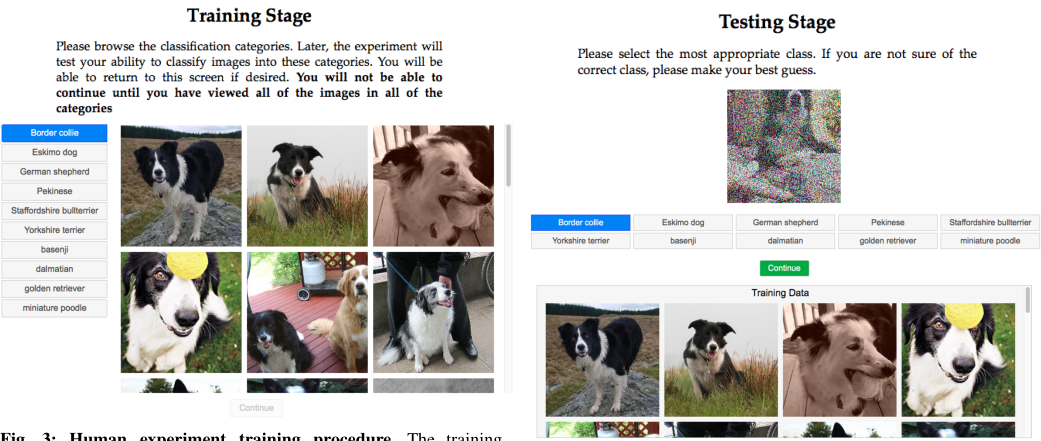 Training Stage
Please browse the classification categories. Later, the experiment will
test your ability to classify images into these categories. You will be
able to return to this screen if desired. You will not be able to
continue until you have viewed all of the images in all of the
categories
Border collie
Eskimo dog
German shepherd
Pekinese
Staffordshire bullterrier
Yorkshire terrier
basenji
dalmatian
golden retriever
miniature poodle
Continue
Fig. 3: Human experiment training procedure. The training
Testing Stage
Please select the most appropriate class. If you are not sure of the
correct class, please make your best guess.
Border collie Eskimo dog German shepherd Pekinese Staffordshire bullterrier
Yorkshire terrier basenji dalmatian golden retriever miniature poodle
Continue
Training Data